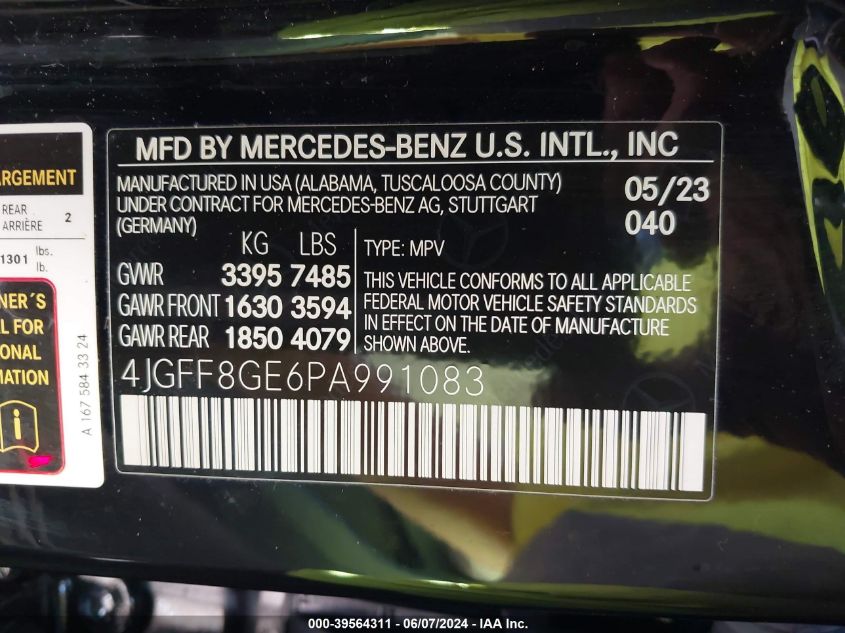 ARGEMENT
REAR
ARRIÈRE 2
1301 lbs.
lb.
NER´S
L FOR
ONAL
MATION
A 167 584 33 24
MFD BY MERCEDES-BENZ U.S. INTL., INC
MANUFACTURED IN USA (ALABAMA, TUSCALOOSA COUNTY)
UNDER CONTRACT FOR MERCEDES-BENZ AG, STUTTGART
(GERMANY)
05/23
040
KG LBS
GVWR 3395 7485
GAWR FRONT 1630 3594
GAWR REAR 1850 4079
TYPE: MPV
THIS VEHICLE CONFORMS TO ALL APPLICABLE
FEDERAL MOTOR VEHICLE SAFETY STANDARDS
IN EFFECT ON THE DATE OF MANUFACTURE
SHOWN ABOVE.
4JGFF8GE6PA991083
000-39564311 - 06/07/2024 - IAA Inc.